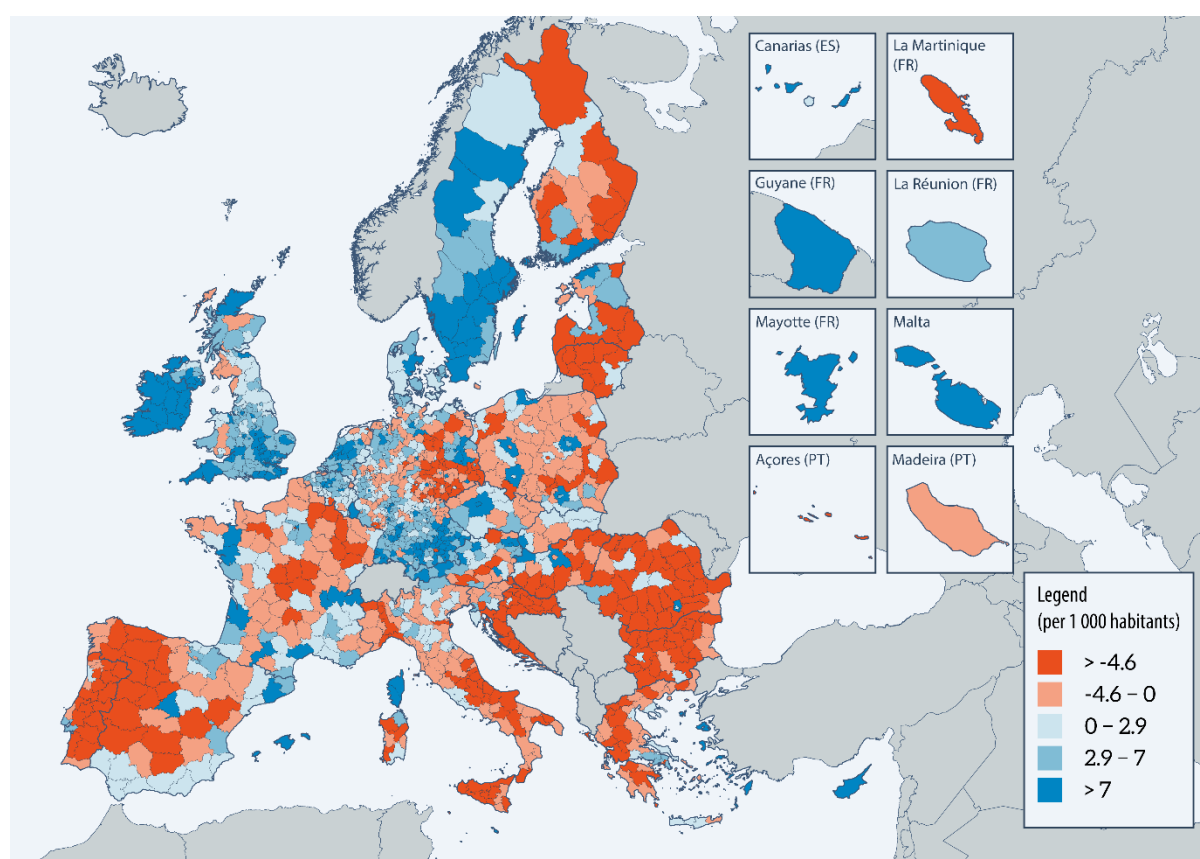 Canarias (ES)
La Martinique
(FR)
Guyane (FR)
La Réunion (FR)
Mayotte (FR)
Malta
Açores (PT)
Madeira (PT)
Legend
(per 1 000 habitants)
> -4.6
-4.6 – 0
0 – 2.9
2.9 – 7
> 7